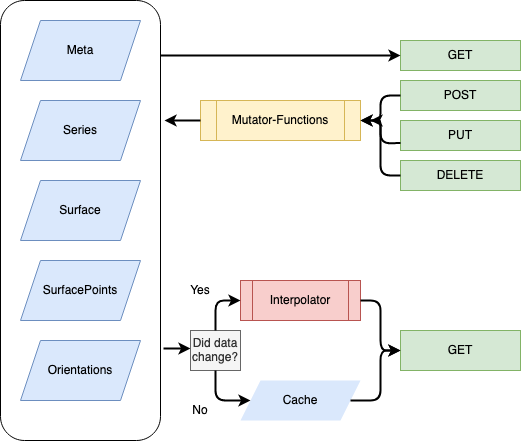 Meta
GET
POST
Series
Mutator-Functions
PUT
DELETE
Surface
SurfacePoints
Yes
Interpolator
Did data
change?
GET
Orientations
No
Cache